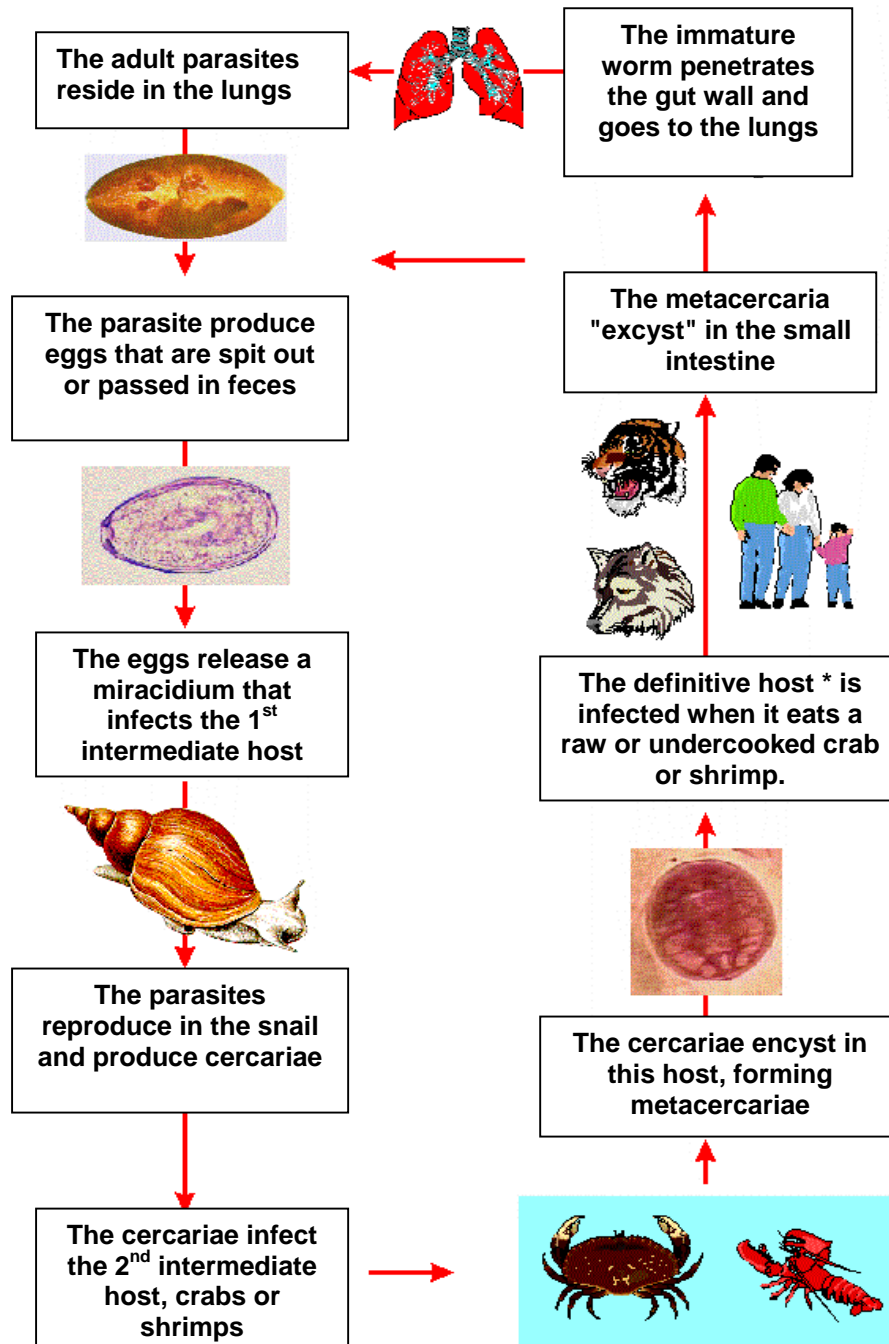 The adult parasites
reside in the lungs
The parasite produce
eggs that are spit out
or passed in feces
The eggs release a
miracidium that
infects the 1st
intermediate host
The parasites
reproduce in the snail
and produce cercariae
The cercariae infect
the 2nd intermediate
host, crabs or
shrimps
The cercariae encyst in
this host, forming
metacercariae
The definitive host * is
infected when it eats a
raw or undercooked crab
or shrimp.
The metacercaria
"excyst" in the small
intestine
The immature
worm penetrates
the gut wall and
goes to the lungs